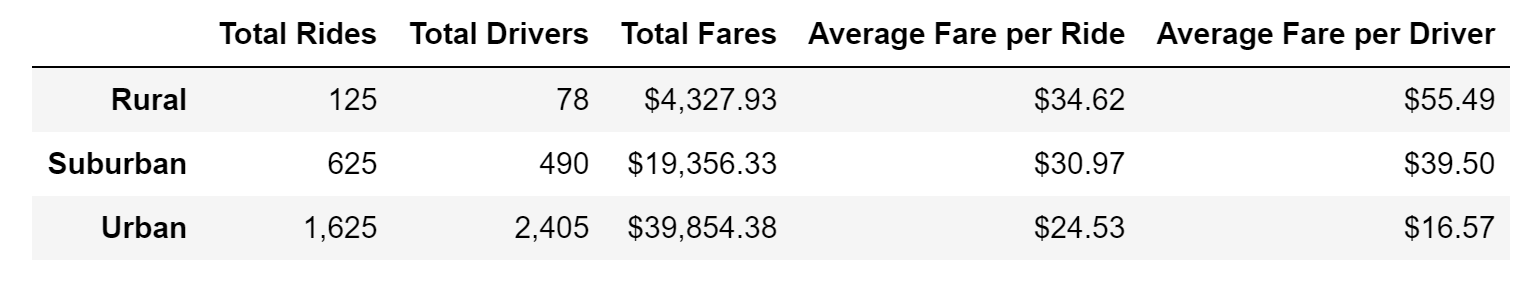 Total Rides Total Drivers Total Fares Average Fare per Ride Average Fare per Driver
Rural 125 78 $4,327.93 $34.62 $55.49
Suburban 625 490 $19,356.33 $30.97 $39.50
Urban 1,625 2,405 $39,854.38 $24.53 $16.57